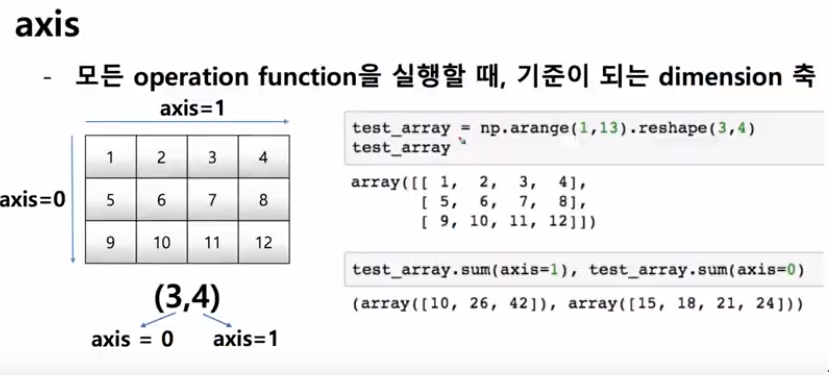 axis
- 모든 operation function을 실행할 때, 기준이 되는 dimension 축
axis=1
axis=0
1 2 3 4
5 6 7 8
9 10 11 12
(3,4)
axis = 0 axis=1
test_array = np.arange(1,13).reshape(3,4)
test_array
array([[ 1, 2, 3, 4],
[ 5, 6, 7, 8],
[ 9, 10, 11, 12]])
test_array.sum(axis=1), test_array.sum(axis=0)
(array([10, 26, 42]), array([15, 18, 21, 24]))